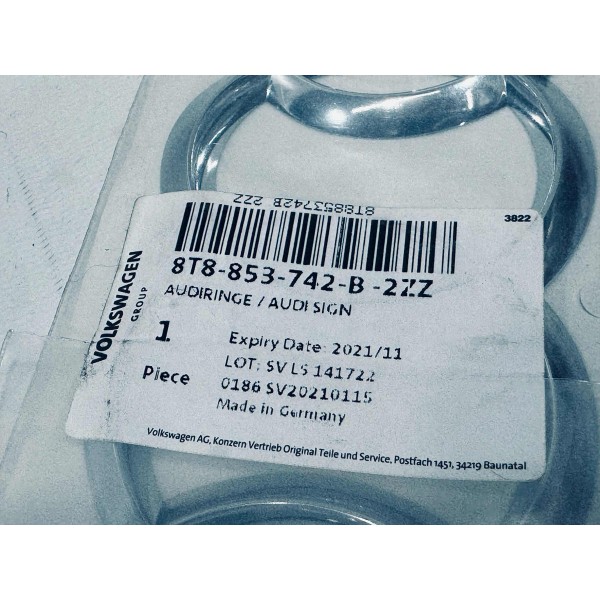 8T8853742B 2ZZ
3822
8T8-853-742-B -2ZZ
AUDIRINGE / AUDI SIGN
VOLKSWAGEN
GROUP
1
Piece
Expiry Date: 2021/11
LOT: SV LS 141722
0186 SV20210115
Made in Germany
Volkswagen AG, Konzern Vertrieb Original Teile und Service, Postfach 1451, 34219 Baunatal